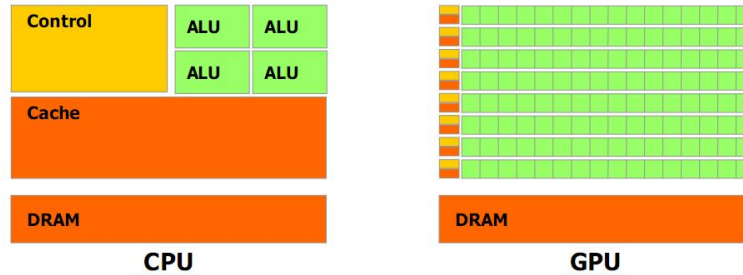 Control
ALU
ALU
ALU
ALU
Cache
DRAM
CPU
DRAM
GPU